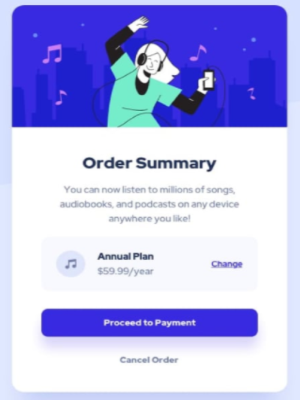 Order Summary
You can now listen to millions of songs,
audiobooks, and podcasts on any device
anywhere you like!
Annual Plan
$59.99/year
Change
Proceed to Payment
Cancel Order